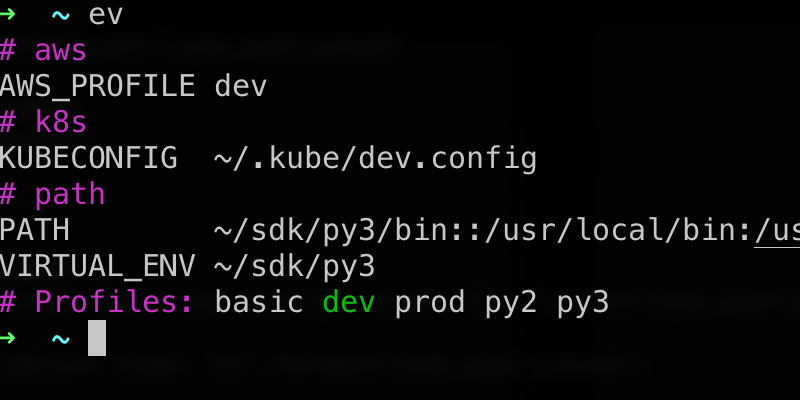 ➜ ~ ev
# aws
AWS_PROFILE dev
# k8s
KUBECONFIG ~/.kube/dev.config
# path
PATH ~/sdk/py3/bin::/usr/local/bin:/us
VIRTUAL_ENV ~/sdk/py3
# Profiles: basic dev prod py2 py3
➜ ~